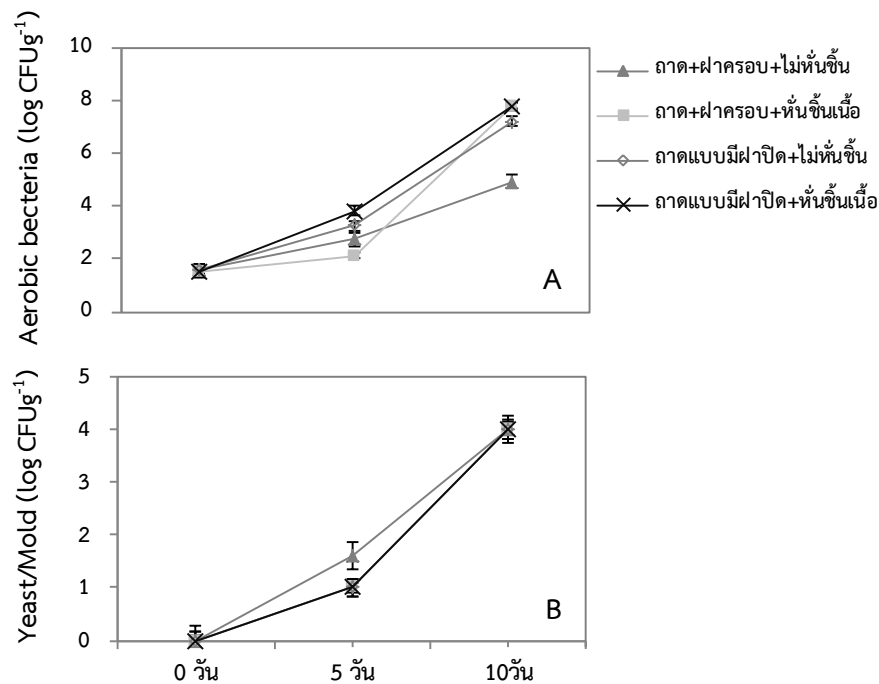 Aerobic becteria (log CFUg⁻¹)
10
8
6
4
2
0
A
ถาด+ฝาครอบ+ไม่หั่นชิ้น
ถาด+ฝาครอบ+หั่นชิ้นเนื้อ
ถาดแบบมีฝาปิด+ไม่หั่นชิ้น
ถาดแบบมีฝาปิด+หั่นชิ้นเนื้อ
Yeast/Mold (log CFUg⁻¹)
5
4
3
2
1
0
B
0 วัน 5 วัน 10วัน